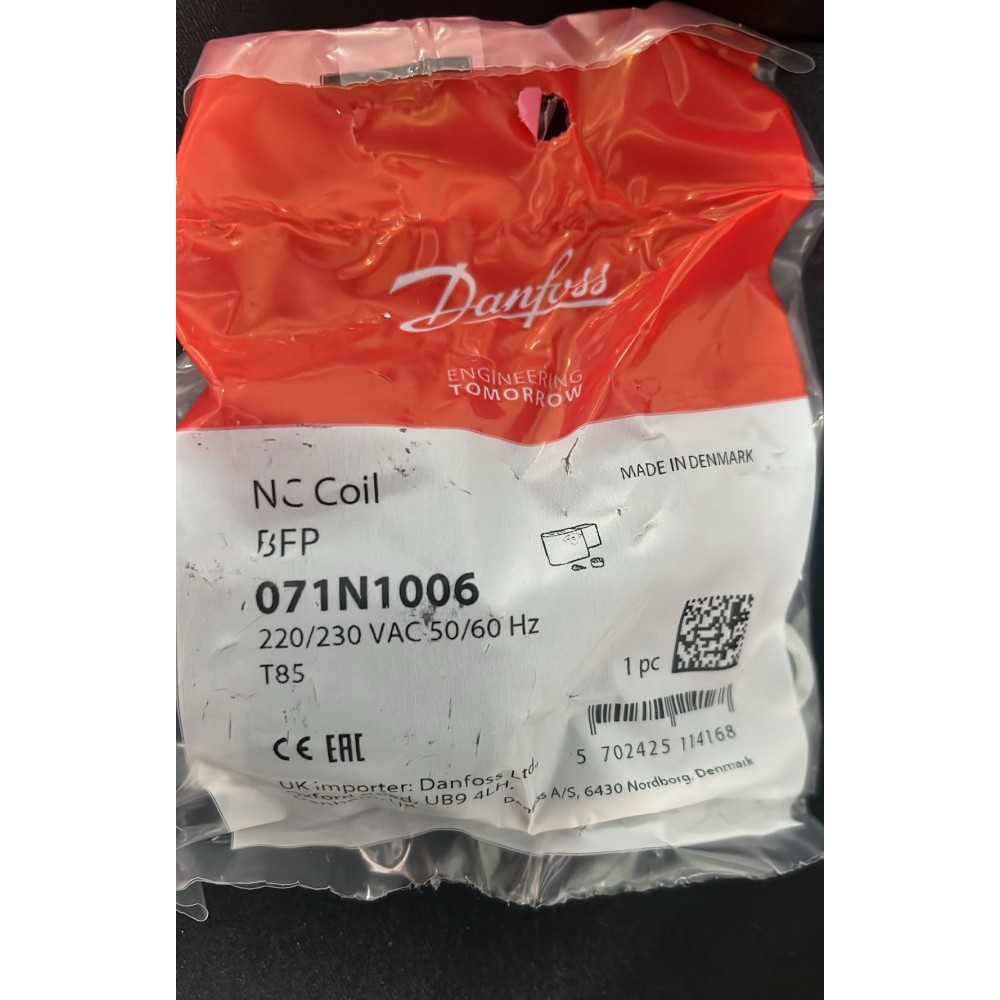 Danfoss
ENGINEERING
TOMORROW
MADE IN DENMARK
NC Coil
BFP
071N1006
220/230 VAC 50/60 Hz
T85
1 pc
CE EAC
5 702425 114168
UK importer: Danfoss Ltd.
UB9 4LH,
A/S, 6430 Nordborg, Denmark